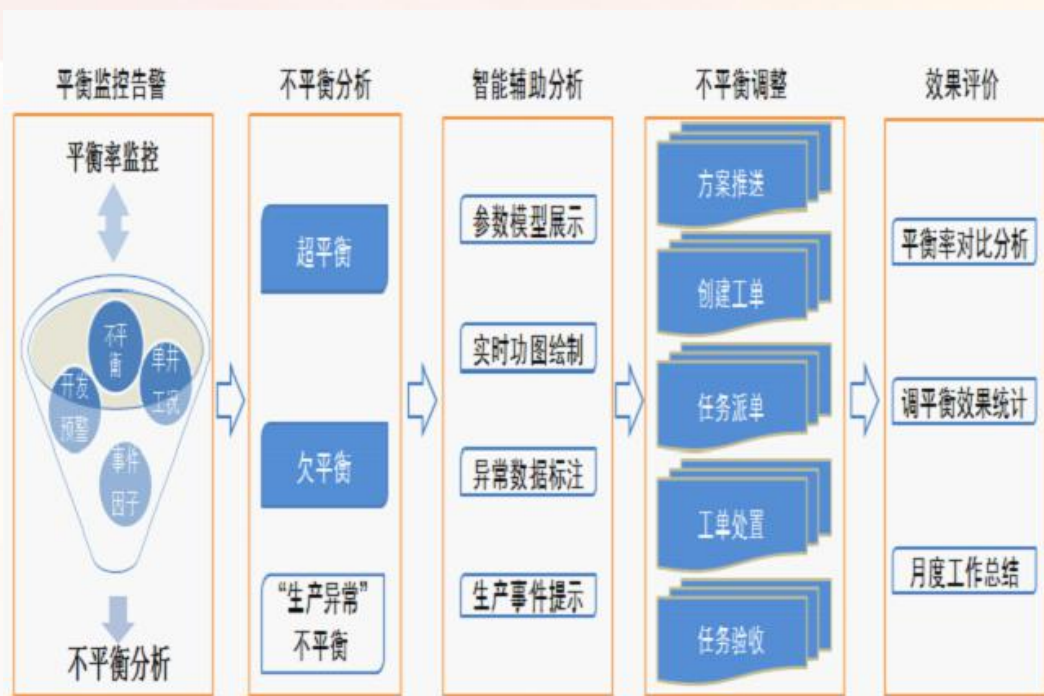 平衡监控告警
平衡率监控
不平
衡
单井
工况
开发
预警
事件
因子
不平衡分析
不平衡分析
超平衡
欠平衡
“生产异常”
不平衡
智能辅助分析
参数模型展示
实时功图绘制
异常数据标注
生产事件提示
不平衡调整
方案推送
创建工单
任务派单
工单处置
任务验收
效果评价
平衡率对比分析
调平衡效果统计
月度工作总结